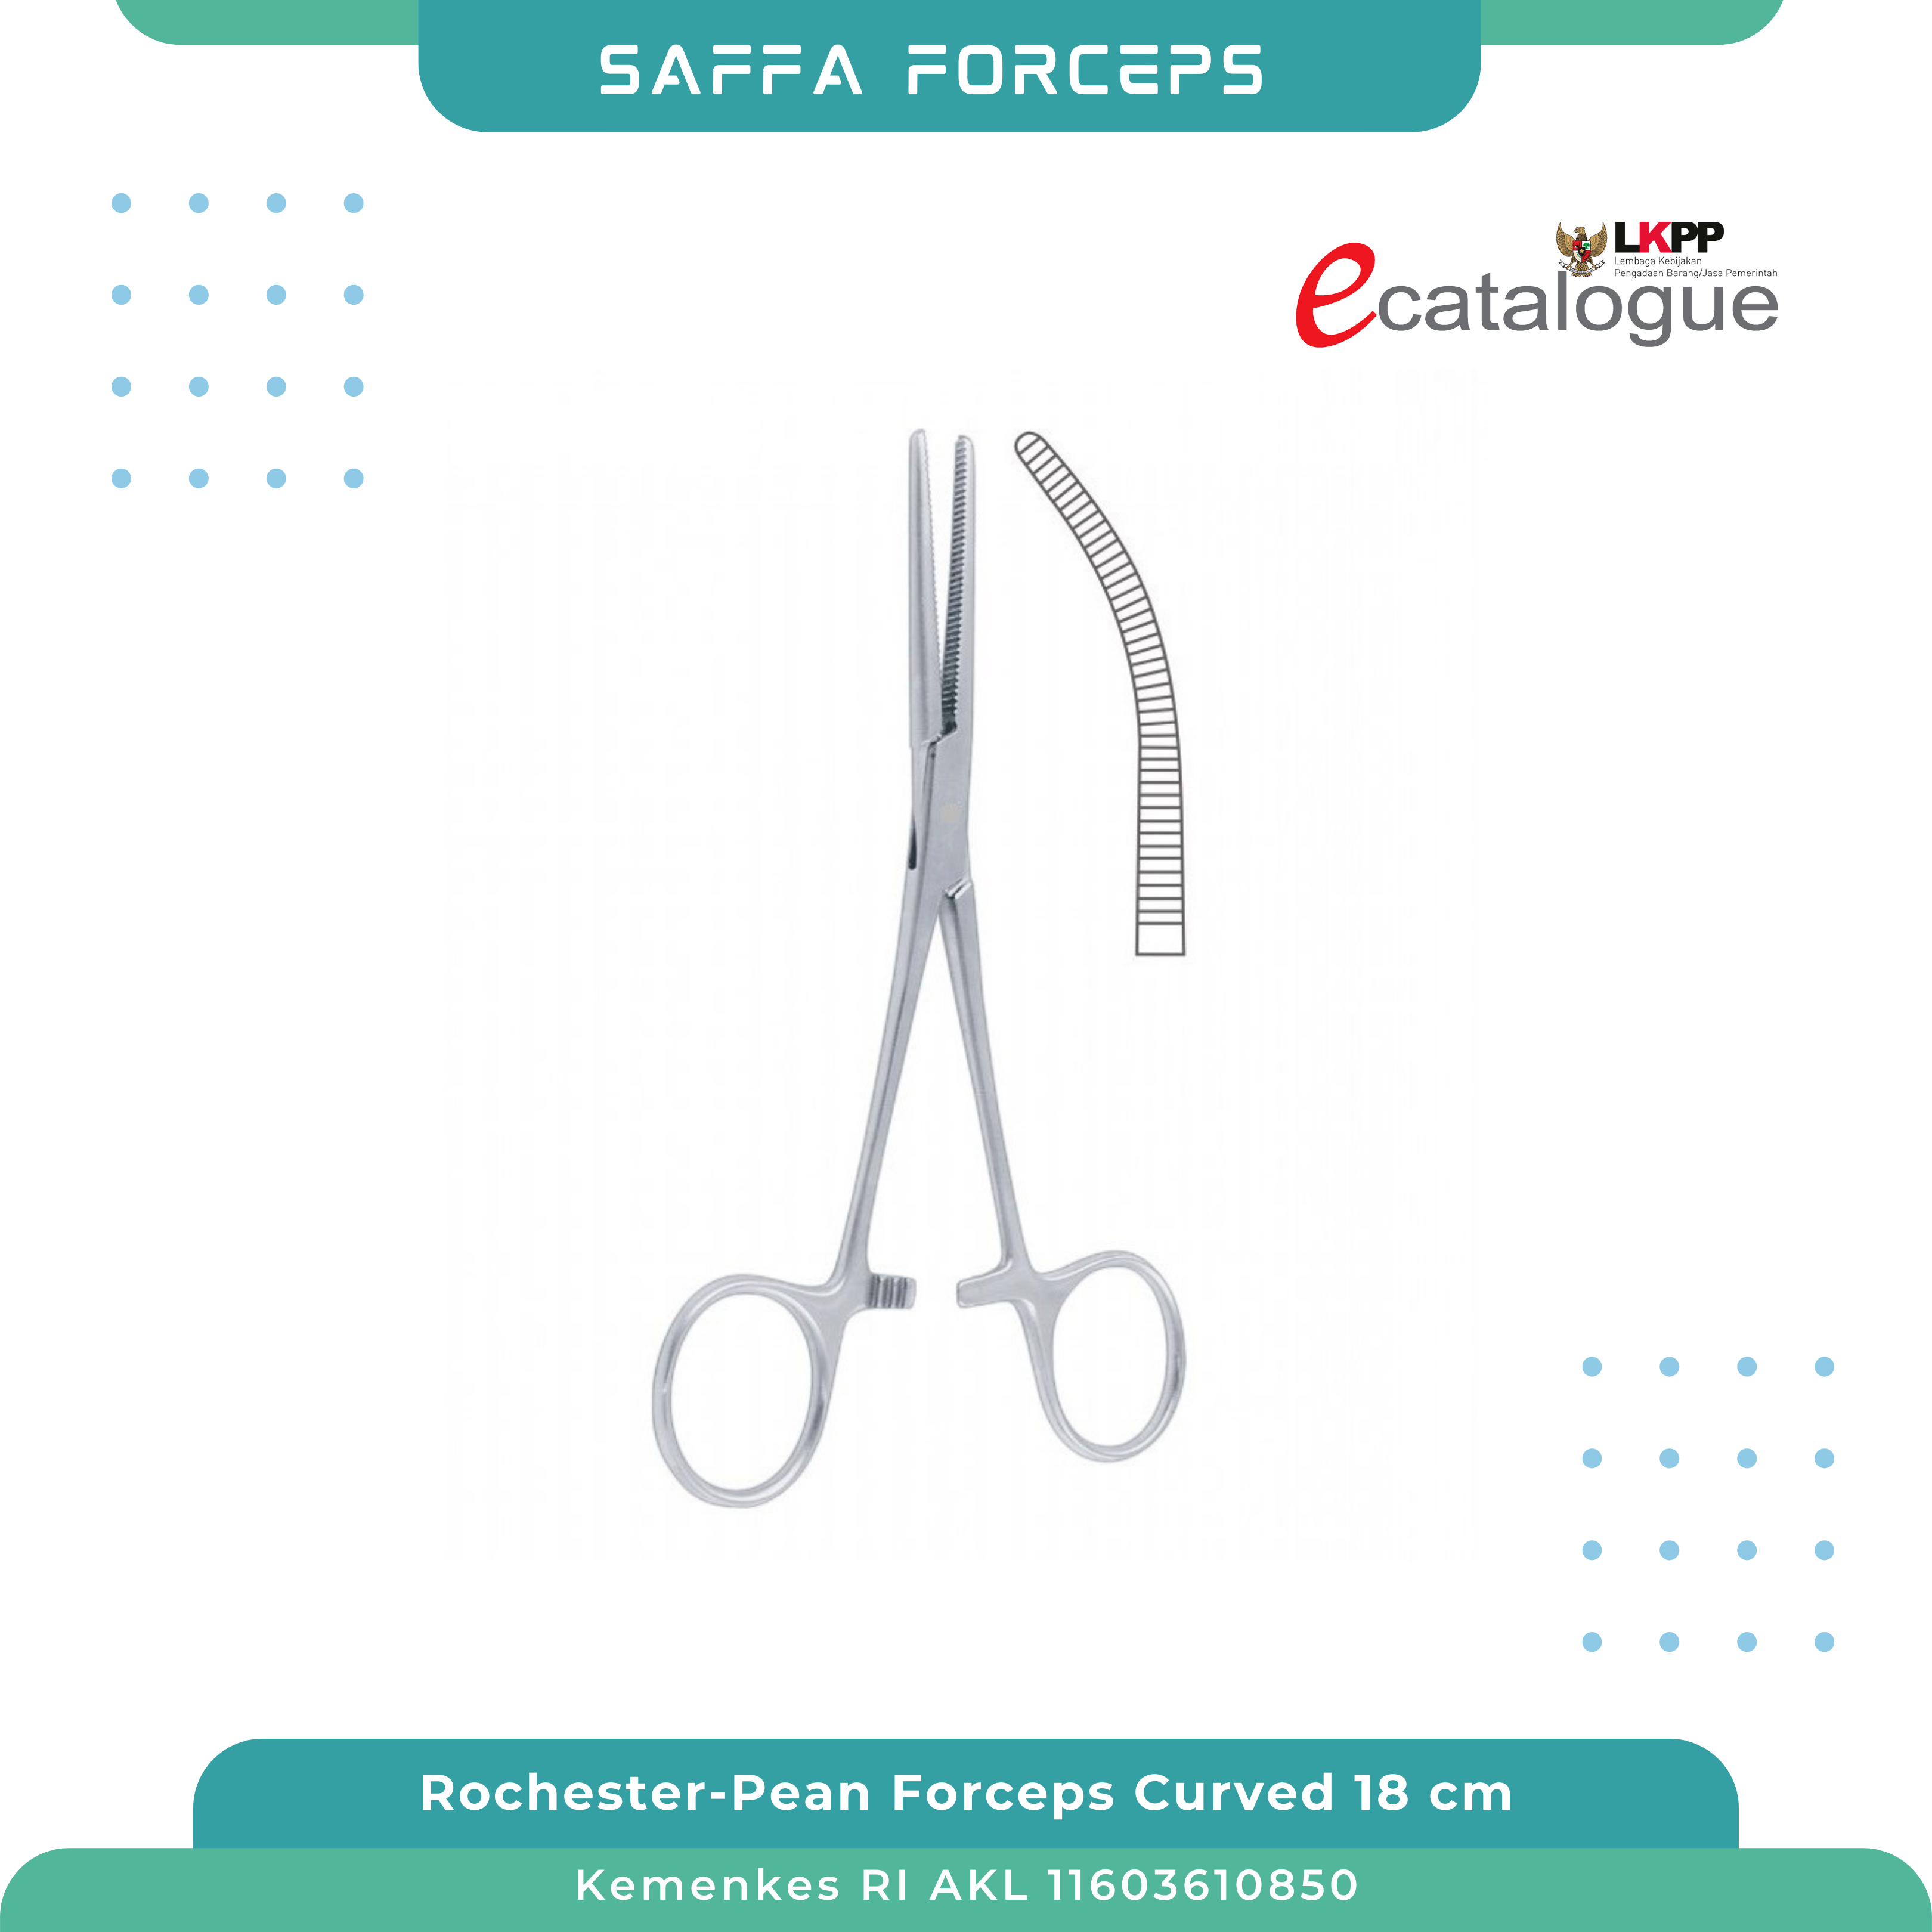 SAFFA FORCEPS
LKPP
Lembaga Kebijakan
Pengadaan Barang/Jasa Pemerintah
ecatalogue
Rochester-Pean Forceps Curved 18 cm
Kemenkes RI AKL 11603610850